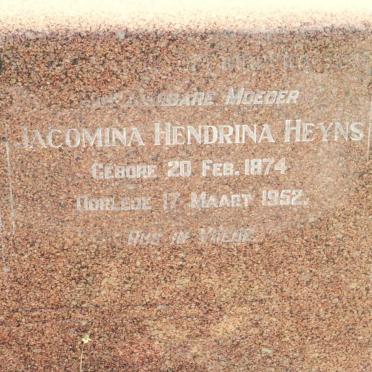 MOEDER
JACOMINA HENDRINA HEYNS
GEBORE 20 FEB. 1874
OORLEDE 17 MAART 1952.
RUS IN VREDE